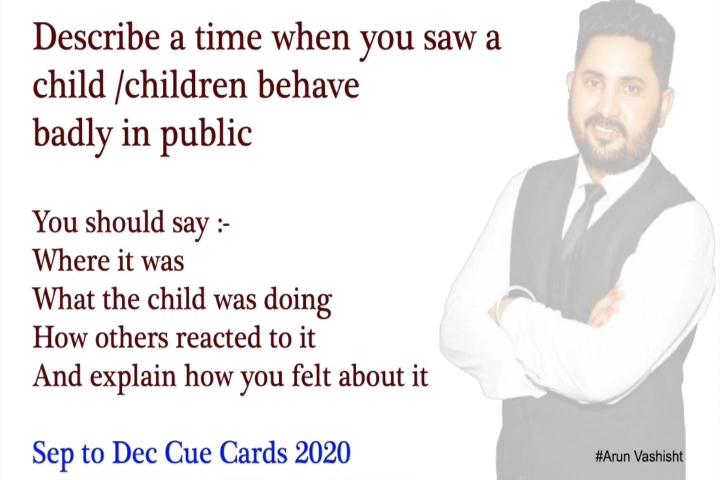 Describe a time when you saw a
child /children behave
badly in public
You should say :-
Where it was
What the child was doing
How others reacted to it
And explain how you felt about it
Sep to Dec Cue Cards 2020
#Arun Vashisht